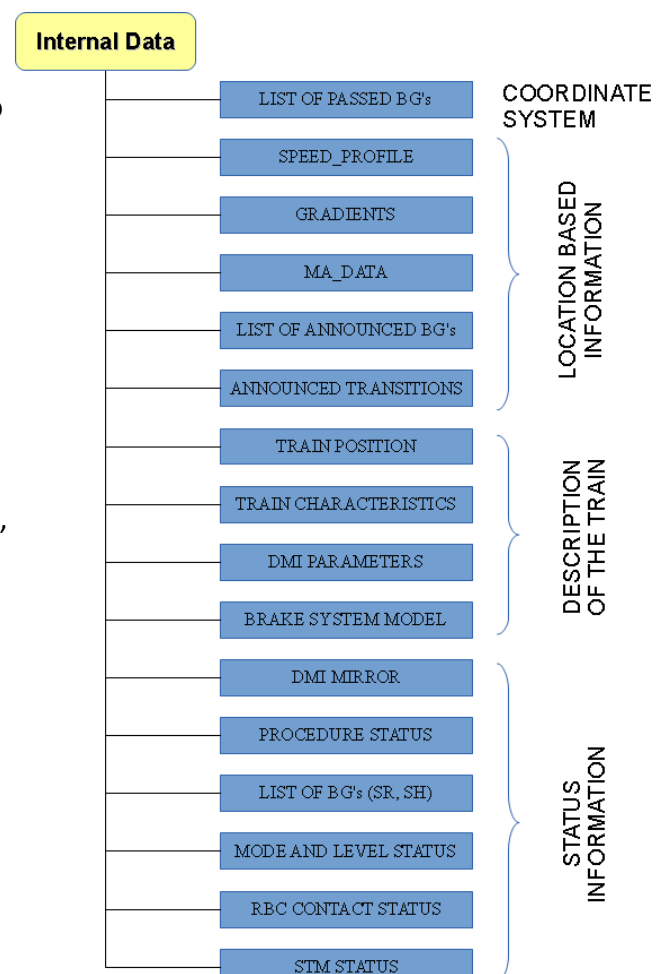 Internal Data
LIST OF PASSED BG's
COORDINATE
SYSTEM
SPEED_PROFILE
GRADIENTS
MA_DATA
LIST OF ANNOUNCED BG's
ANNOUNCED TRANSITIONS
LOCATION BASED
INFORMATION
TRAIN POSITION
TRAIN CHARACTERISTICS
DMI PARAMETERS
BRAKE SYSTEM MODEL
DESCRIPTION
OF THE TRAIN
DMI MIRROR
PROCEDURE STATUS
LIST OF BG's (SR, SH)
MODE AND LEVEL STATUS
RBC CONTACT STATUS
STM STATUS
STATUS
INFORMATION